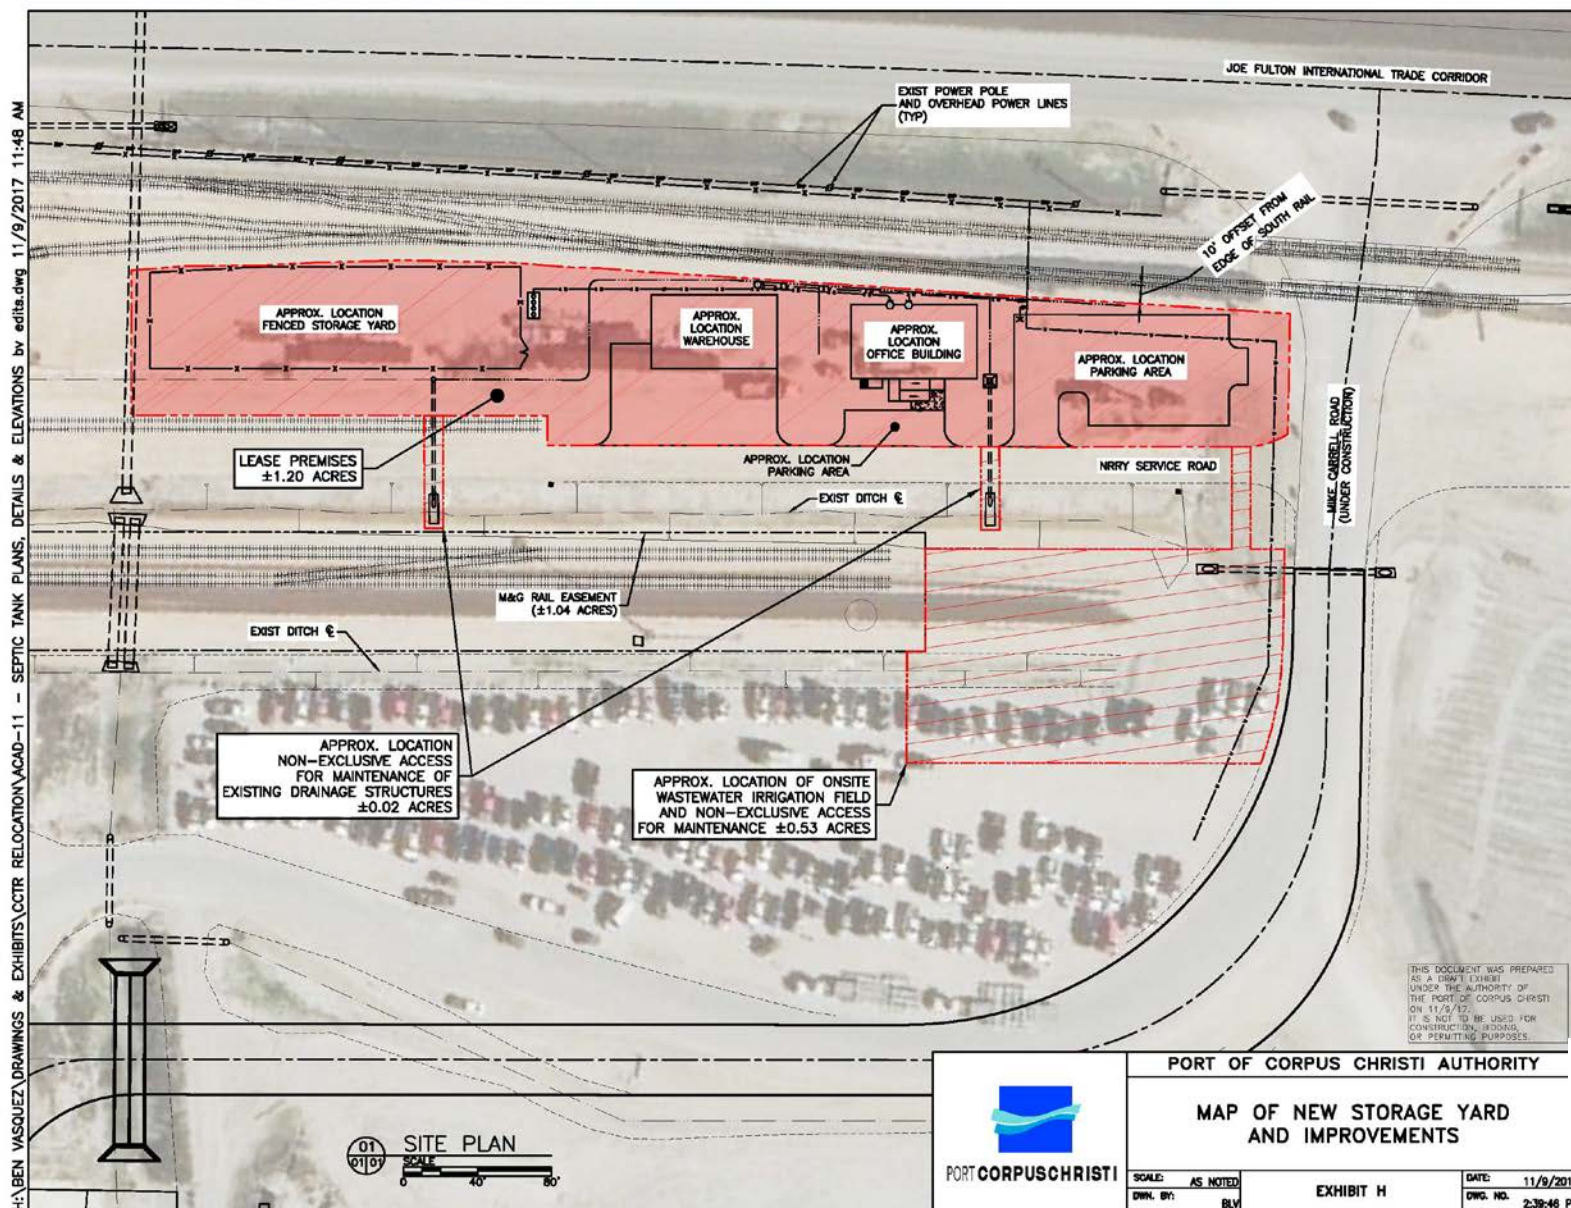 H:\BEN VASQUEZ\DRAWINGS & EXHIBITS\CCTR RELOCATION\ACAD-11 - SEPTIC TANK PLANS, DETAILS & ELEVATIONS bv edits.dwg 11/9/2017 11:48 AM
JOE FULTON INTERNATIONAL TRADE CORRIDOR
EXIST POWER POLE
AND OVERHEAD POWER LINES
(TYP)
10' OFFSET FROM
EDGE OF SOUTH RAIL
APPROX. LOCATION
FENCED STORAGE YARD
APPROX.
LOCATION
WAREHOUSE
APPROX.
LOCATION
OFFICE BUILDING
APPROX. LOCATION
PARKING AREA
MIKE CARRELL ROAD
(UNDER CONSTRUCTION)
LEASE PREMISES
±1.20 ACRES
APPROX. LOCATION
PARKING AREA
NRRY SERVICE ROAD
EXIST DITCH ℄
M&G RAIL EASEMENT
(±1.04 ACRES)
EXIST DITCH ℄
APPROX. LOCATION
NON-EXCLUSIVE ACCESS
FOR MAINTENANCE OF
EXISTING DRAINAGE STRUCTURES
±0.02 ACRES
APPROX. LOCATION OF ONSITE
WASTEWATER IRRIGATION FIELD
AND NON-EXCLUSIVE ACCESS
FOR MAINTENANCE ±0.53 ACRES
THIS DOCUMENT WAS PREPARED
AS A DRAFT EXHIBIT
UNDER THE AUTHORITY OF
THE PORT OF CORPUS CHRISTI
ON 11/9/17.
IT IS NOT TO BE USED FOR
CONSTRUCTION, BIDDING,
OR PERMITTING PURPOSES.
01
01 01
SITE PLAN
SCALE
0 40' 80'
PORT CORPUS CHRISTI
PORT OF CORPUS CHRISTI AUTHORITY
MAP OF NEW STORAGE YARD
AND IMPROVEMENTS
SCALE: AS NOTED
DWN. BY: BLV
EXHIBIT H
DATE: 11/9/201
DWG. NO. 2:39:46 P